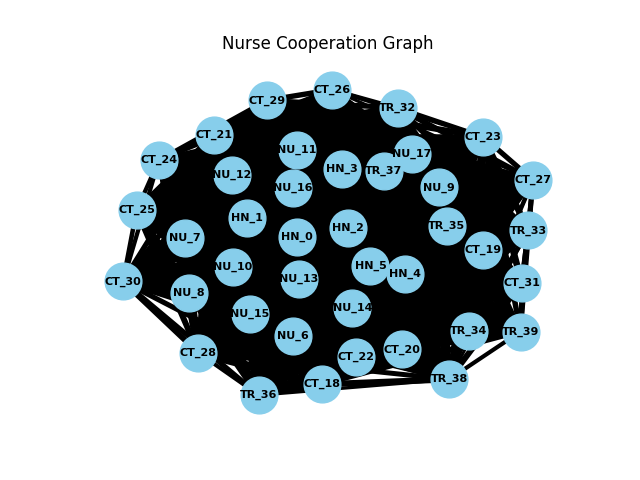 Nurse Cooperation Graph
CT_26
CT_29
TR_32
CT_21
CT_23
NU_11
NU_17
CT_24
HN_3
TR_37
NU_12
CT_27
NU_16
NU_9
CT_25
HN_1
TR_35
HN_2
TR_33
NU_7
HN_0
CT_19
NU_10
HN_5
HN_4
CT_30
NU_13
CT_31
NU_8
NU_14
NU_15
TR_34
TR_39
NU_6
CT_20
CT_28
CT_22
TR_38
CT_18
TR_36